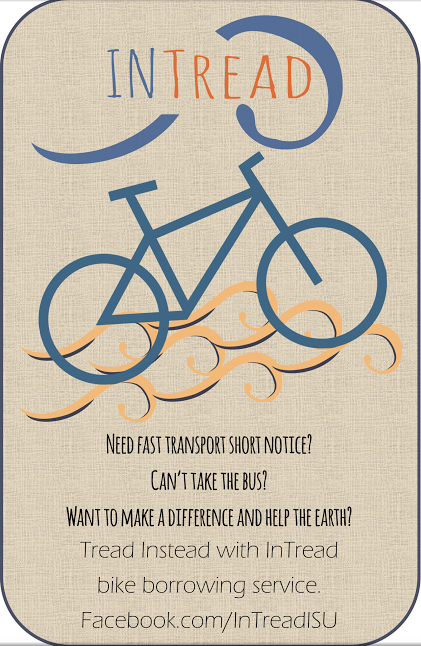 INTREAD
NEED FAST TRANSPORT SHORT NOTICE?
CAN'T TAKE THE BUS?
WANT TO MAKE A DIFFERENCE AND HELP THE EARTH?
Tread Instead with InTread
bike borrowing service.
Facebook.com/InTreadISU